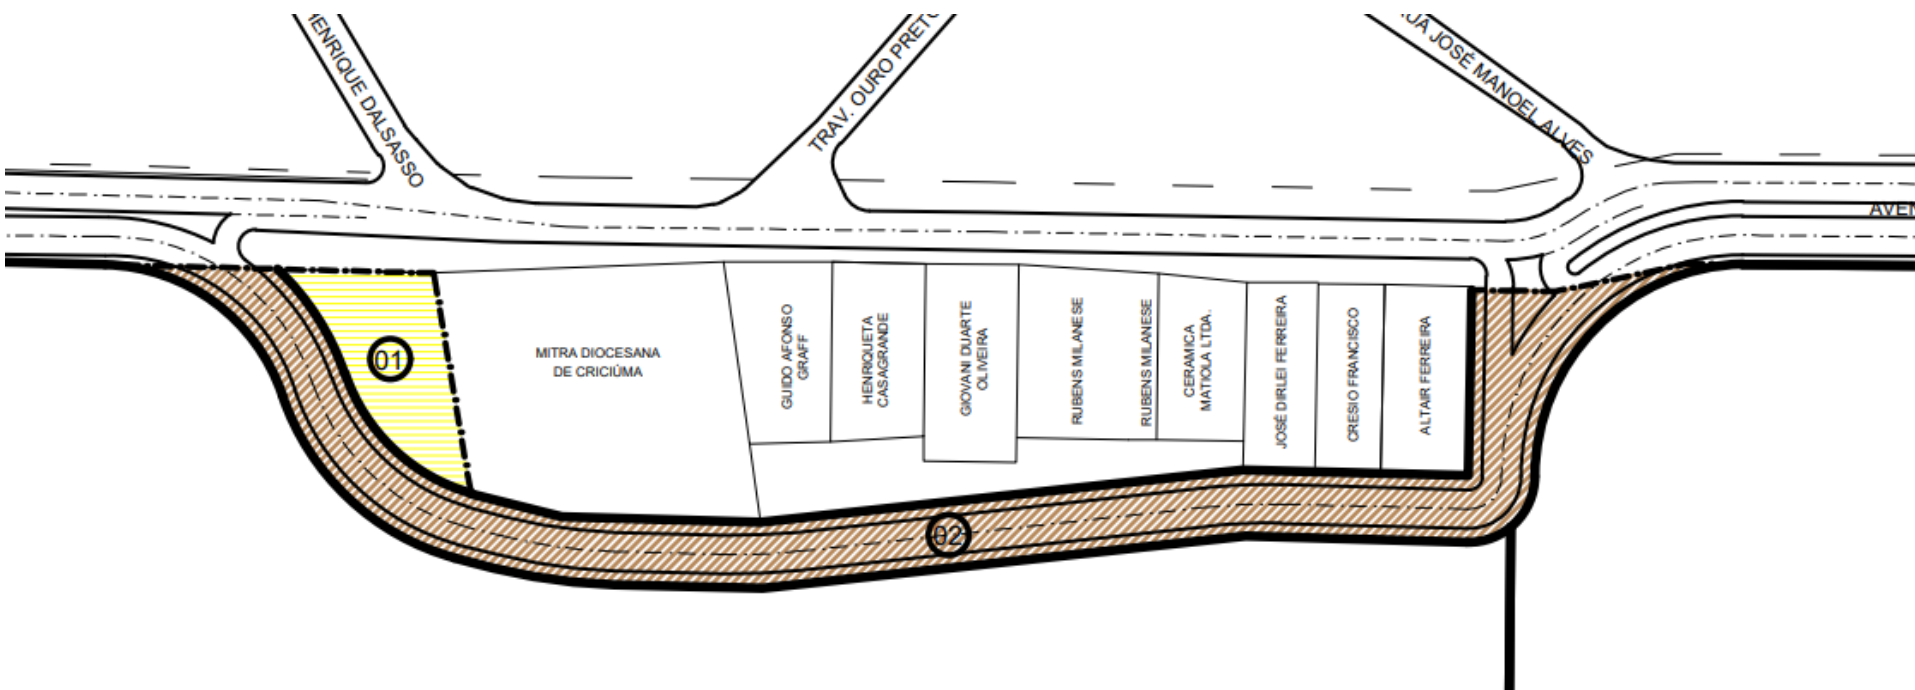 HENRIQUE DALSASSO
TRAV. OURO PRETO
RUA JOSÉ MANOEL ALVES
01
MITRA DIOCESANA
DE CRICIÚMA
GUIDO AFONSO
GRAFF
HENRIQUETA
CASAGRANDE
GIOVANI DUARTE
OLIVEIRA
RUBENS MILANESE
RUBENS MILANESE
CERAMICA
MATIOLA LTDA.
JOSÉ DIRLEI FERREIRA
CRESIO FRANCISCO
ALTAIR FERREIRA
02